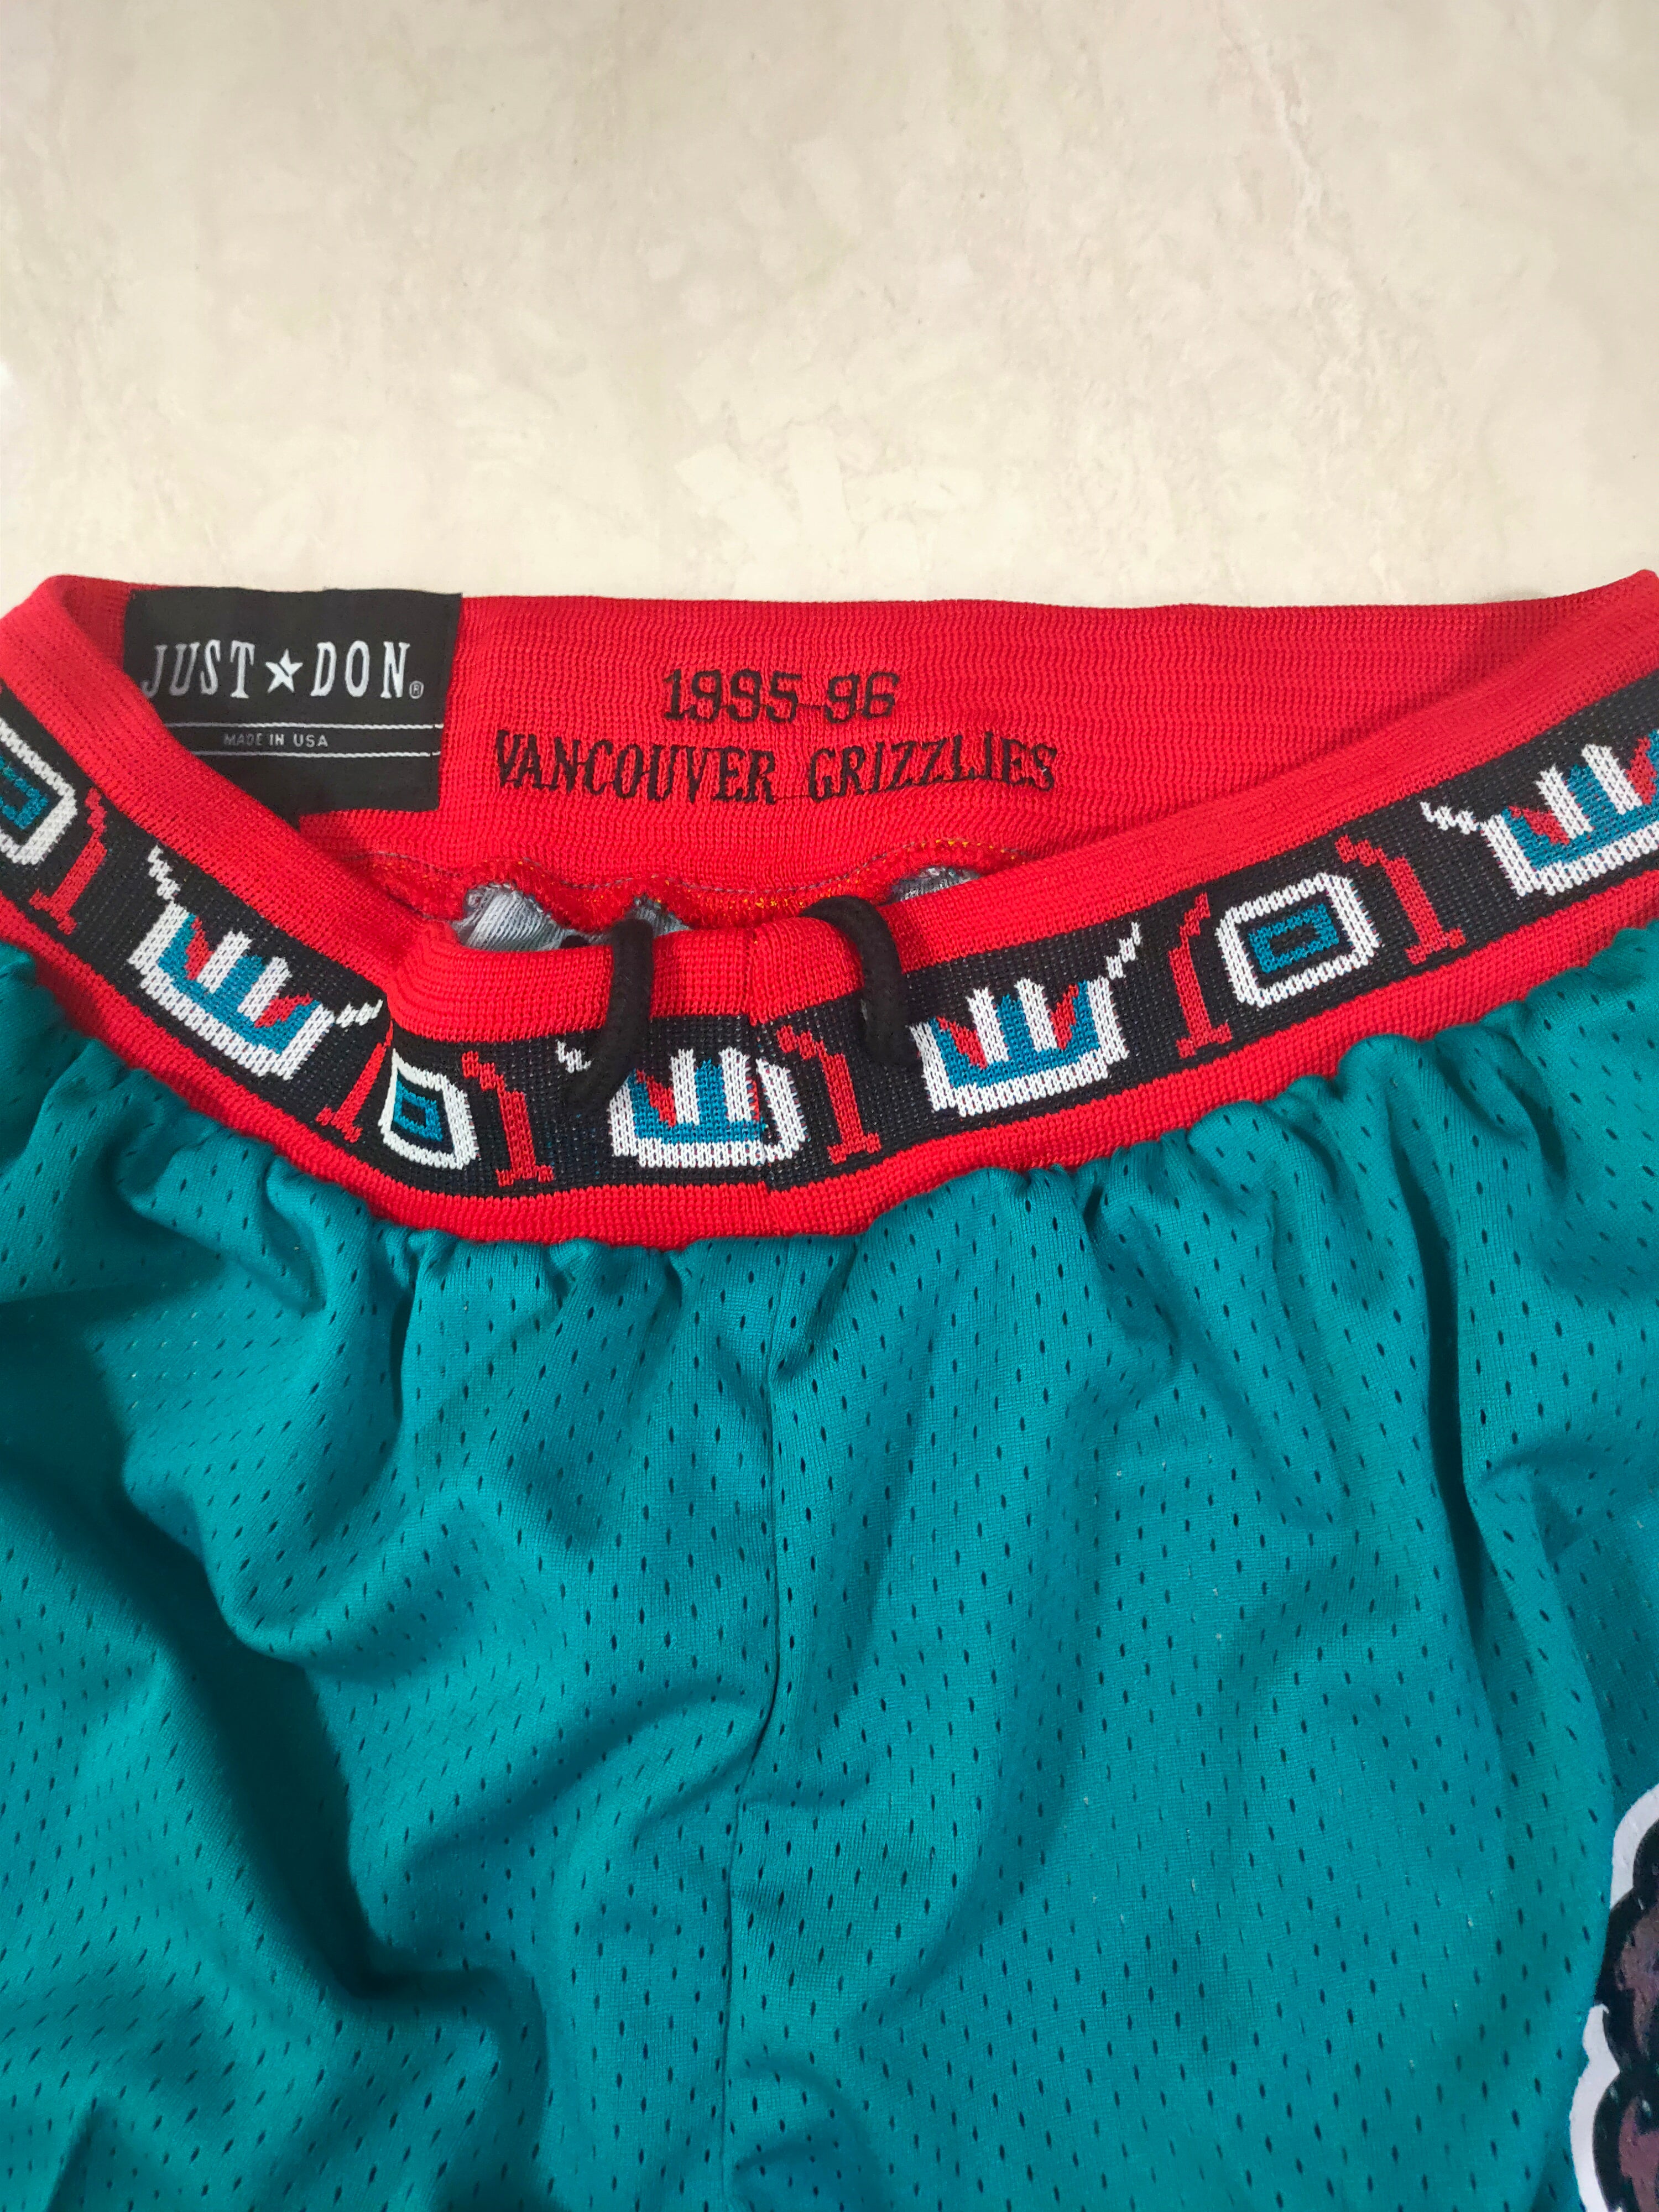 JUST★DON®
MADE IN USA
1995-96
VANCOUVER GRIZZLIES